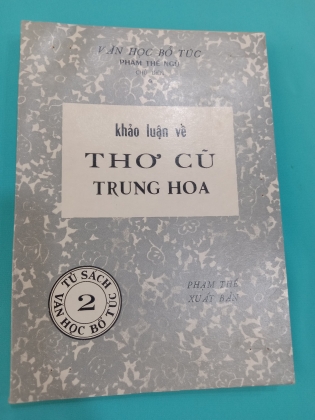 VĂN HỌC BỔ TÚC
PHẠM THẾ NGŨ
khảo luận về
THƠ CŨ
TRUNG HOA
TỦ SÁCH
2
VĂN HỌC BỔ TÚC
PHẠM THẾ
XUẤT BẢN